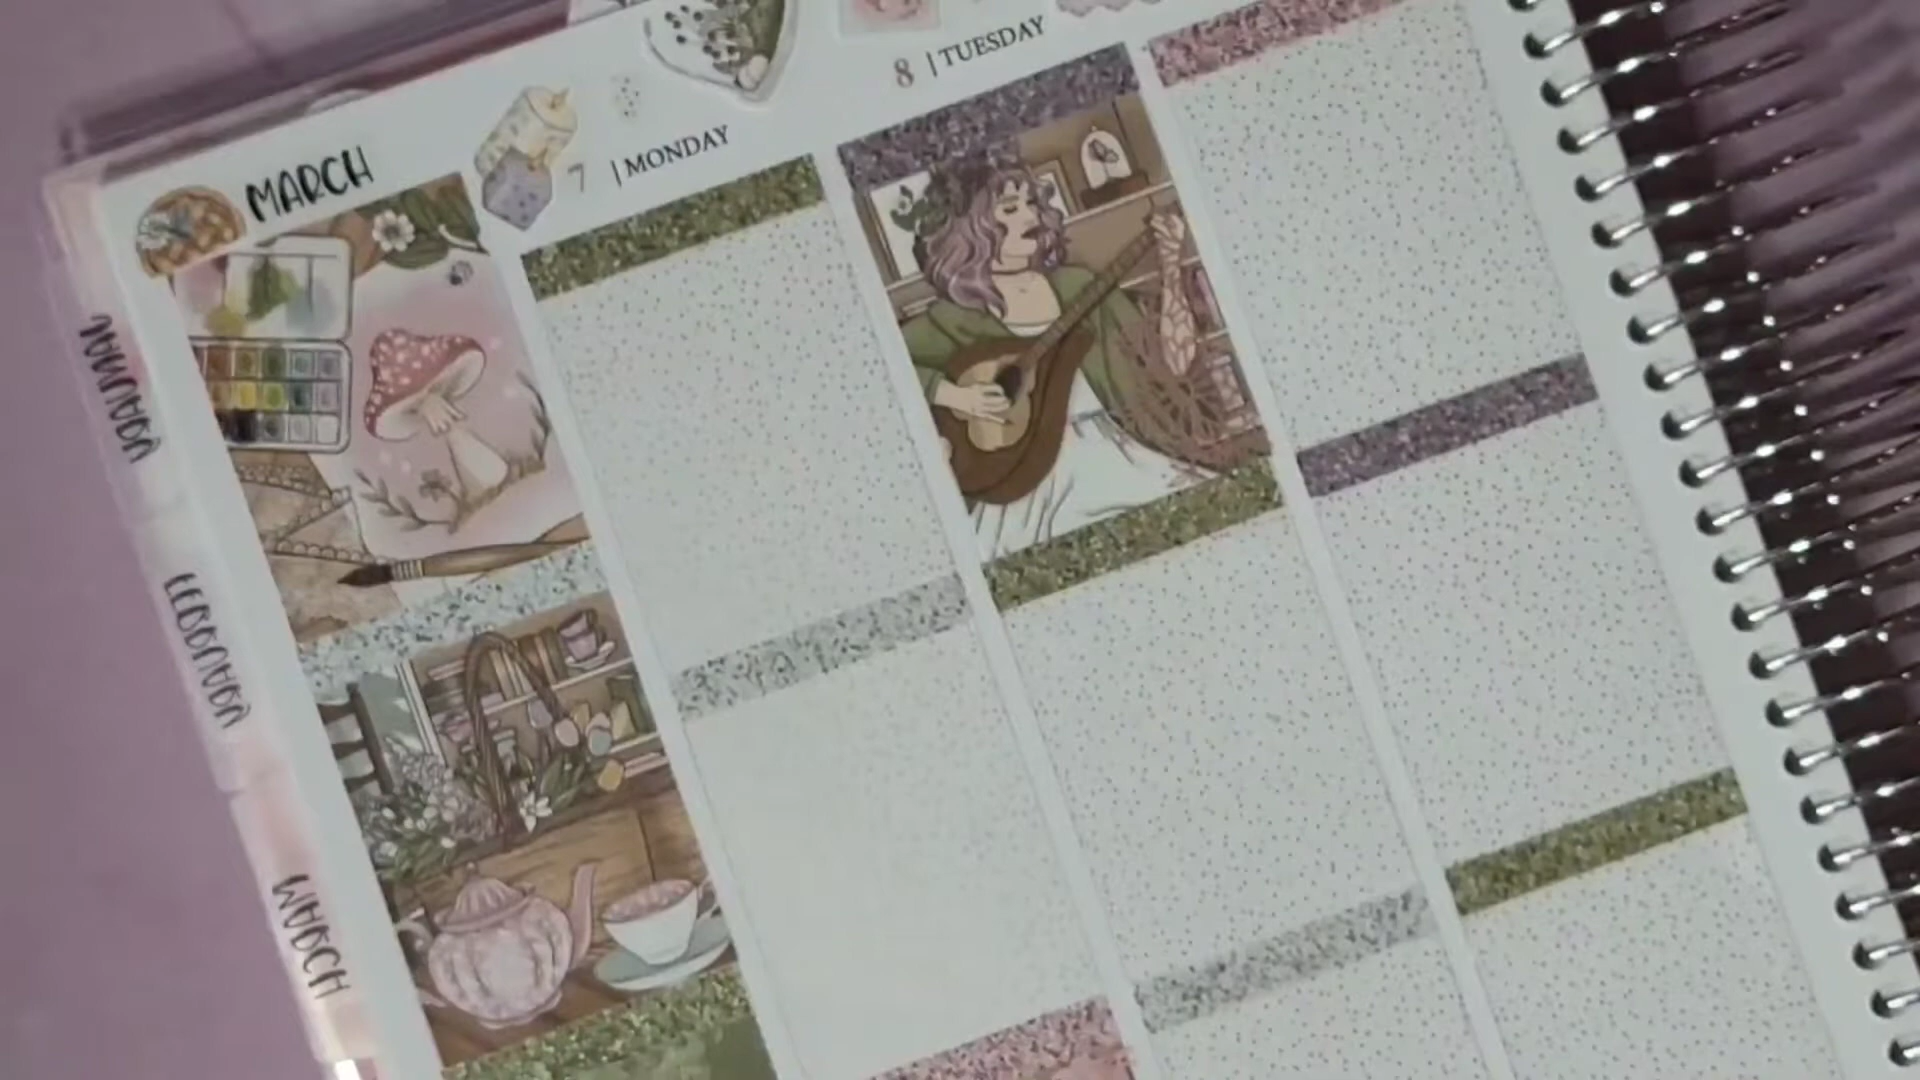 MARCH
7 | MONDAY
8 | TUESDAY
JANUARY
FEBRUARY
MARCH